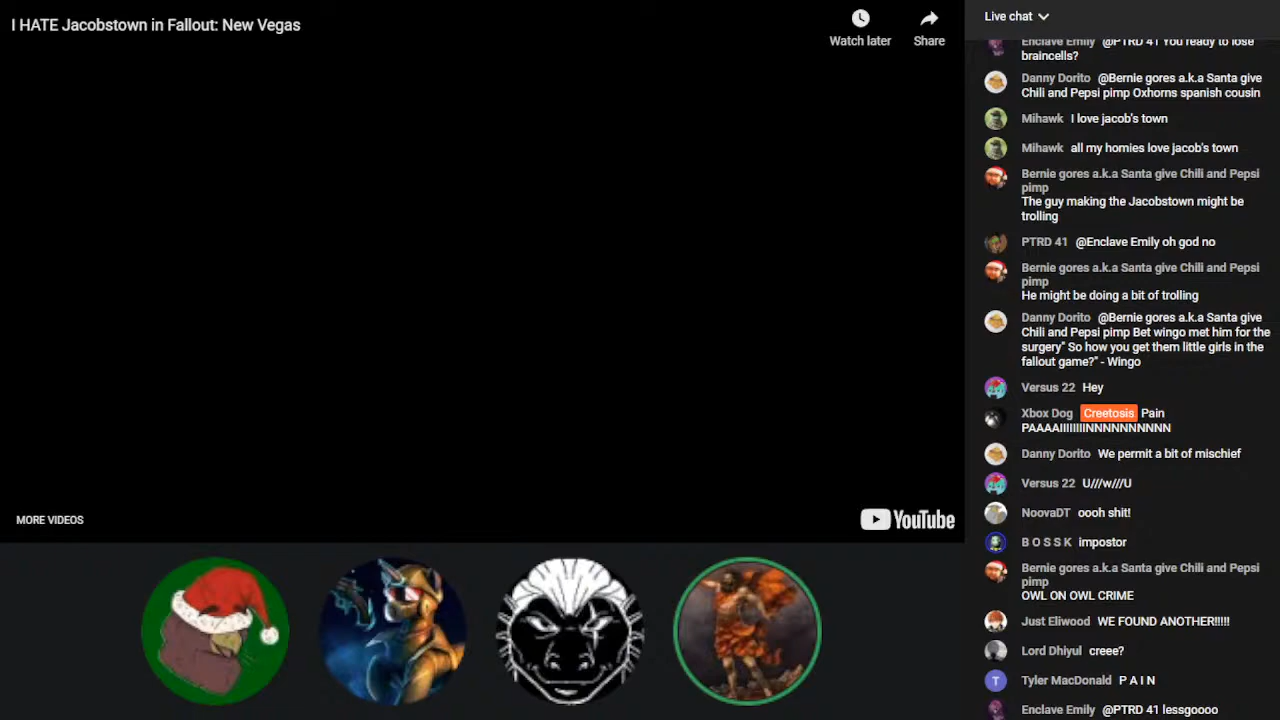 I HATE Jacobstown in Fallout: New Vegas
Watch later
Share
MORE VIDEOS
YouTube
Live chat
Enclave Emily @PTRD 41 You ready to lose
braincells?
Danny Dorito @Bernie gores a.k.a Santa give
Chili and Pepsi pimp Oxhorns spanish cousin
Mihawk I love jacob's town
Mihawk all my homies love jacob's town
Bernie gores a.k.a Santa give Chili and Pepsi
pimp
The guy making the Jacobstown might be
trolling
PTRD 41 @Enclave Emily oh god no
Bernie gores a.k.a Santa give Chili and Pepsi
pimp
He might be doing a bit of trolling
Danny Dorito @Bernie gores a.k.a Santa give
Chili and Pepsi pimp Bet wingo met him for the
surgery" So how you get them little girls in the
fallout game?" - Wingo
Versus 22 Hey
Xbox Dog Creetosis Pain
PAAAAIIIIIIIINNNNNNNNNN
Danny Dorito We permit a bit of mischief
Versus 22 U///w///U
NoovaDT oooh shit!
B O S S K impostor
Bernie gores a.k.a Santa give Chili and Pepsi
pimp
OWL ON OWL CRIME
Just Eliwood WE FOUND ANOTHER!!!!!
Lord Dhiyul creee?
T
Tyler MacDonald P A I N
Enclave Emily @PTRD 41 lessgoooo